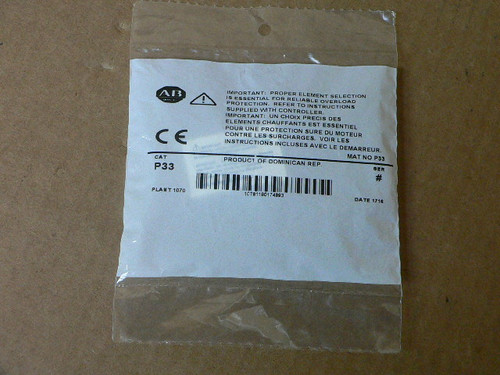 AB
IMPORTANT: PROPER ELEMENT SELECTION
IS ESSENTIAL FOR RELIABLE OVERLOAD
PROTECTION. REFER TO INSTRUCTIONS
SUPPLIED WITH CONTROLLER.
IMPORTANT: UN CHOIX PRECIS DES
ELEMENTS CHAUFFANTS EST ESSENTIEL
POUR UNE PROTECTION SURE DU MOTEUR
CONTRE LES SURCHARGES. VOIR LES
INSTRUCTIONS INCLUSES AVEC LE DEMARREUR.
CE
CAT
P33
PRODUCT OF DOMINICAN REP
MAT NO P33
SER
#
PLANT 1070
DATE 1716